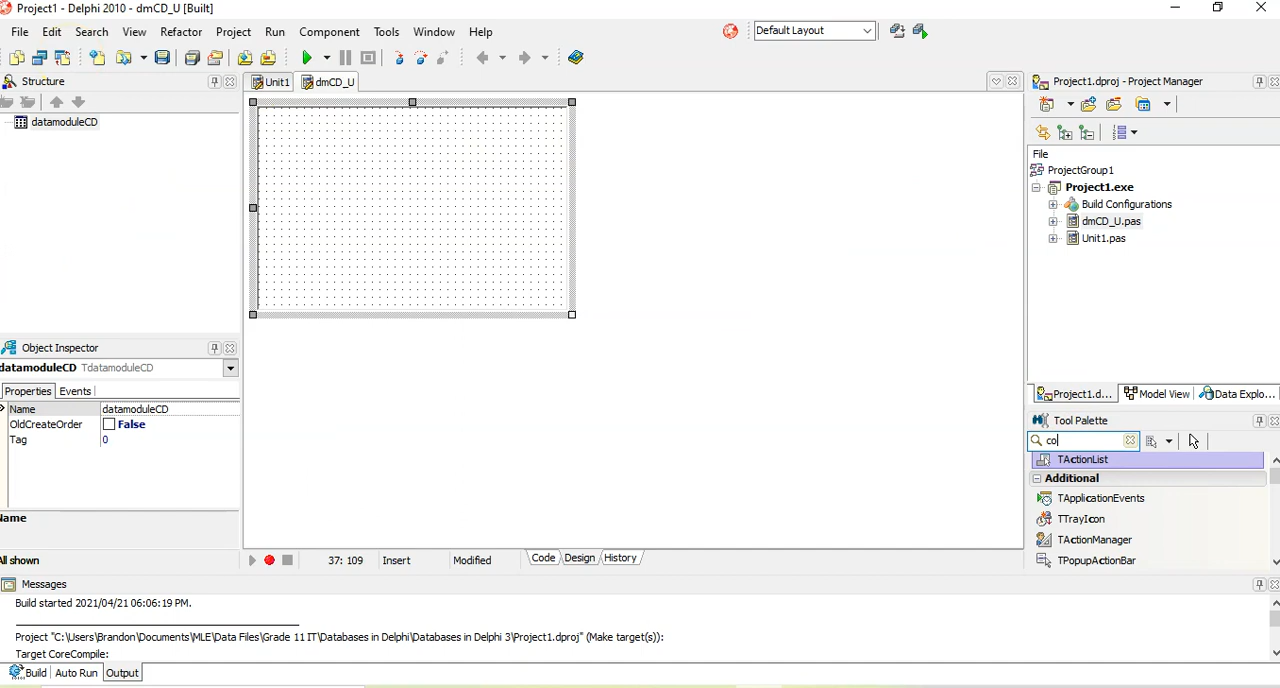 Project1 - Delphi 2010 - dmCD_U [Built]
File Edit Search View Refactor Project Run Component Tools Window Help
Default Layout
Structure
Unit1 dmCD_U
Project1.dproj - Project Manager
datamoduleCD
File
ProjectGroup1
Project1.exe
Build Configurations
dmCD_U.pas
Unit1.pas
Object Inspector
datamoduleCD TdatamoduleCD
Properties Events
Name datamoduleCD
OldCreateOrder False
Tag 0
Project1.d... Model View Data Explo...
Tool Palette
co
TActionList
Additional
TApplicationEvents
TTrayIcon
TActionManager
TPopupActionBar
Name
All shown
37: 109 Insert Modified Code Design History
Messages
Build started 2021/04/21 06:06:19 PM.
Project "C:\Users\Brandon\Documents\MLE\Data Files\Grade 11 IT\Databases in Delphi\Databases in Delphi 3\Project1.dproj" (Make target(s)):
Target CoreCompile:
Build Auto Run Output